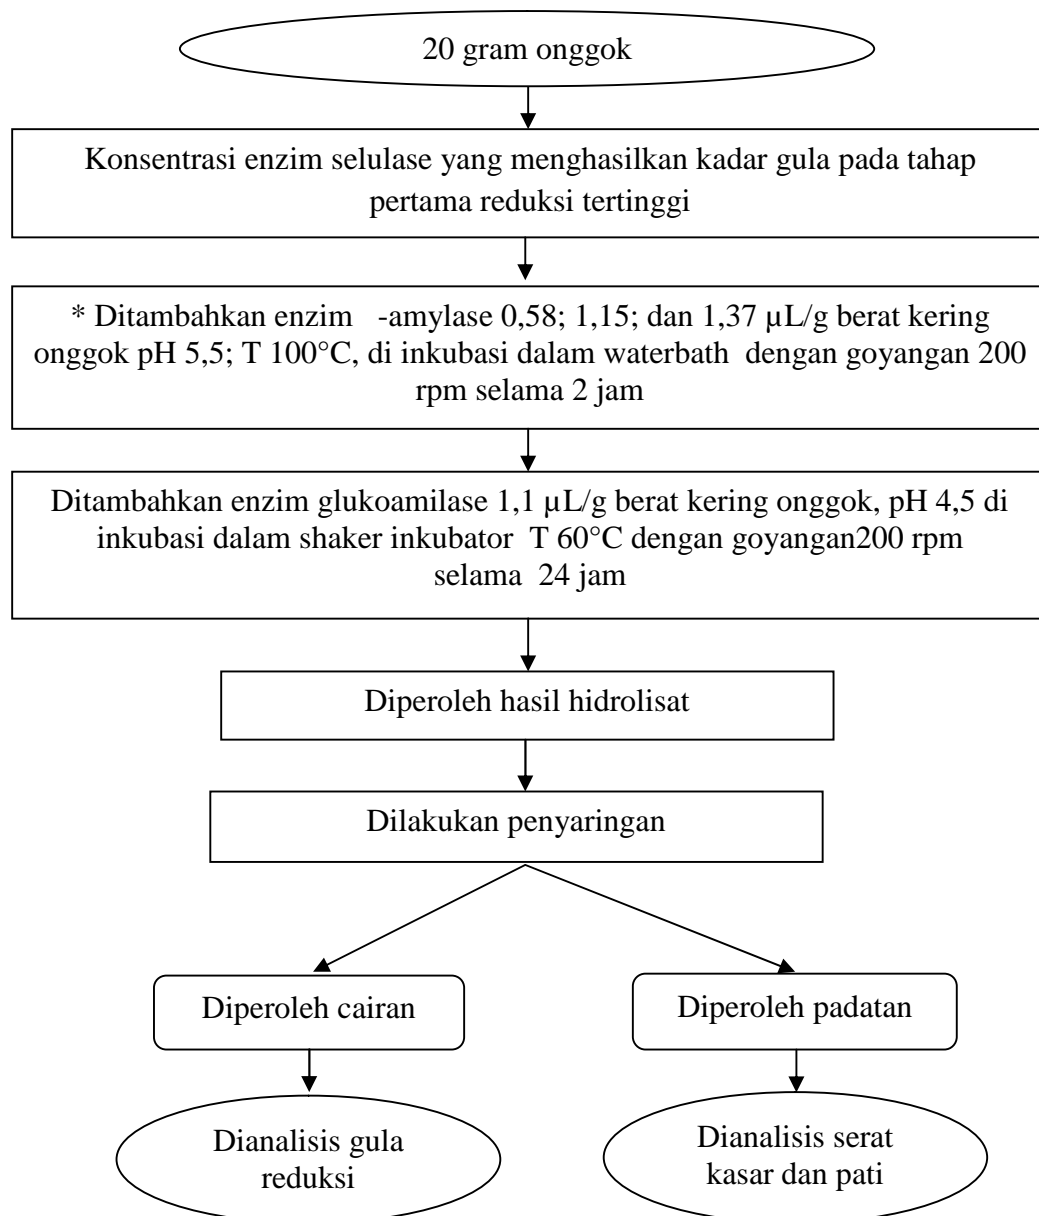 20 gram onggok
Konsentrasi enzim selulase yang menghasilkan kadar gula pada tahap
pertama reduksi tertinggi
* Ditambahkan enzim -amylase 0,58; 1,15; dan 1,37 µL/g berat kering
onggok pH 5,5; T 100°C, di inkubasi dalam waterbath dengan goyangan 200
rpm selama 2 jam
Ditambahkan enzim glukoamilase 1,1 µL/g berat kering onggok, pH 4,5 di
inkubasi dalam shaker inkubator T 60°C dengan goyangan200 rpm
selama 24 jam
Diperoleh hasil hidrolisat
Dilakukan penyaringan
Diperoleh cairan
Diperoleh padatan
Dianalisis gula
reduksi
Dianalisis serat
kasar dan pati